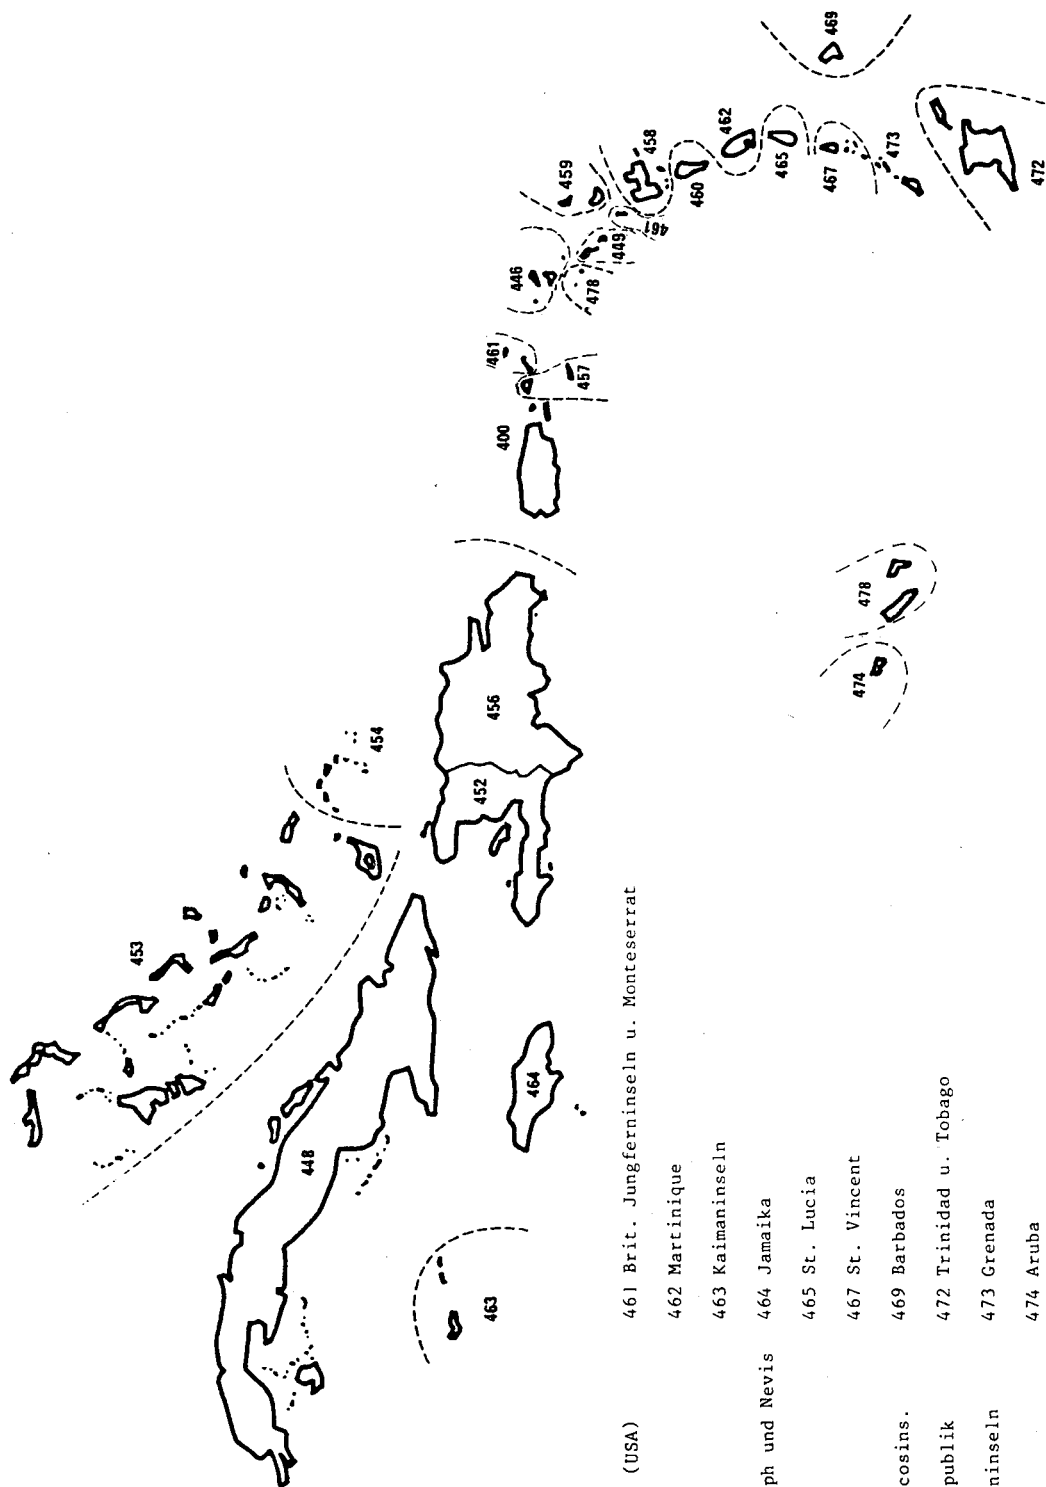 469
462
458
459
465
473
460
467
472
461
449
446
478
461
457
400
478
474
456
454
452
453
464
448
463
(USA) 461 Brit. Jungferninseln u. Monteserrat
462 Martinique
463 Kaimaninseln
ph und Nevis 464 Jamaika
465 St. Lucia
467 St. Vincent
cosins. 469 Barbados
publik 472 Trinidad u. Tobago
ninseln 473 Grenada
474 Aruba